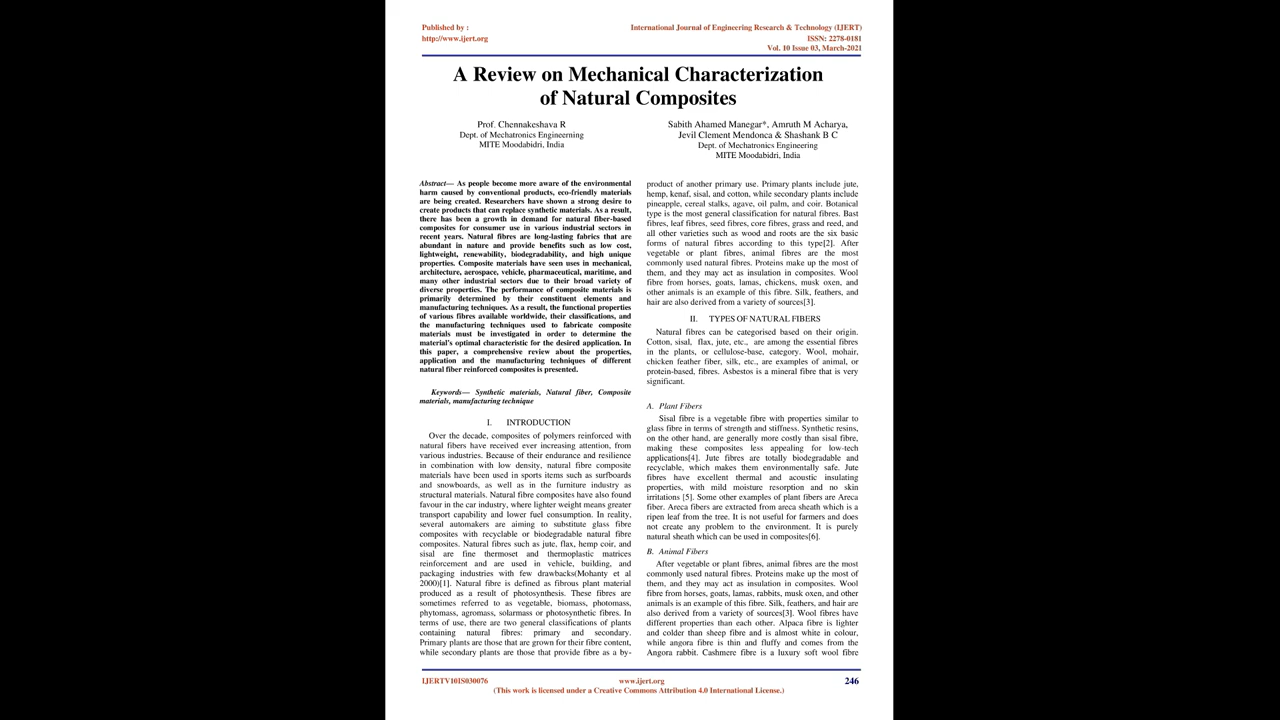 Published by :
http://www.ijert.org
International Journal of Engineering Research & Technology (IJERT)
ISSN: 2278-0181
Vol. 10 Issue 03, March-2021
A Review on Mechanical Characterization
of Natural Composites
Prof. Chennakeshava R
Dept. of Mechatronics Engineerning
MITE Moodabidri, India
Sabith Ahamed Manegar*, Amruth M Acharya,
Jevil Clement Mendonca & Shashank B C
Dept. of Mechatronics Engineering
MITE Moodabidri, India
Abstract— As people become more aware of the environmental
harm caused by conventional products, eco-friendly materials
are being created. Researchers have shown a strong desire to
create products that can replace synthetic materials. As a result,
there has been a growth in demand for natural fiber-based
composites for consumer use in various industrial sectors in
recent years. Natural fibres are long-lasting fabrics that are
abundant in nature and provide benefits such as low cost,
lightweight, renewability, biodegradability, and high unique
properties. Composite materials have seen uses in mechanical,
architecture, aerospace, vehicle, pharmaceutical, maritime, and
many other industrial sectors due to their broad variety of
diverse properties. The performance of composite materials is
primarily determined by their constituent elements and
manufacturing techniques. As a result, the functional properties
of various fibres available worldwide, their classifications, and
the manufacturing techniques used to fabricate composite
materials must be investigated in order to determine the
material's optimal characteristic for the desired application. In
this paper, a comprehensive review about the properties,
application and the manufacturing techniques of different
natural fiber reinforced composites is presented.
Keywords— Synthetic materials, Natural fiber, Composite
materials, manufacturing technique
I. INTRODUCTION
Over the decade, composites of polymers reinforced with
natural fibers have received ever increasing attention, from
various industries. Because of their endurance and resilience
in combination with low density, natural fibre composite
materials have been used in sports items such as surfboards
and snowboards, as well as in the furniture industry as
structural materials. Natural fibre composites have also found
favour in the car industry, where lighter weight means greater
transport capability and lower fuel consumption. In reality,
several automakers are aiming to substitute glass fibre
composites with recyclable or biodegradable natural fibre
composites. Natural fibres such as jute, flax, hemp coir, and
sisal are fine thermoset and thermoplastic matrices
reinforcement and are used in vehicle, building, and
packaging industries with few drawbacks(Mohanty et al
2000)[1]. Natural fibre is defined as fibrous plant material
produced as a result of photosynthesis. These fibres are
sometimes referred to as vegetable, biomass, photomass,
phytomass, agromass, solarmass or photosynthetic fibres. In
terms of use, there are two general classifications of plants
containing natural fibres: primary and secondary.
Primary plants are those that are grown for their fibre content,
while secondary plants are those that provide fibre as a by-
product of another primary use. Primary plants include jute,
hemp, kenaf, sisal, and cotton, while secondary plants include
pineapple, cereal stalks, agave, oil palm, and coir. Botanical
type is the most general classification for natural fibres. Bast
fibres, leaf fibres, seed fibres, core fibres, grass and reed, and
all other varieties such as wood and roots are the six basic
forms of natural fibres according to this type[2]. After
vegetable or plant fibres, animal fibres are the most
commonly used natural fibres. Proteins make up the most of
them, and they may act as insulation in composites. Wool
fibre from horses, goats, lamas, chickens, musk oxen, and
other animals is an example of this fibre. Silk, feathers, and
hair are also derived from a variety of sources[3].
II. TYPES OF NATURAL FIBERS
Natural fibres can be categorised based on their origin.
Cotton, sisal, flax, jute, etc., are among the essential fibres
in the plants, or cellulose-base, category. Wool, mohair,
chicken feather fiber, silk, etc., are examples of animal, or
protein-based, fibres. Asbestos is a mineral fibre that is very
significant.
A. Plant Fibers
Sisal fibre is a vegetable fibre with properties similar to
glass fibre in terms of strength and stiffness. Synthetic resins,
on the other hand, are generally more costly than sisal fibre,
making these composites less appealing for low-tech
applications[4]. Jute fibres are totally biodegradable and
recyclable, which makes them environmentally safe. Jute
fibres have excellent thermal and acoustic insulating
properties, with mild moisture resorption and no skin
irritations [5]. Some other examples of plant fibers are Areca
fiber. Areca fibers are extracted from areca sheath which is a
ripen leaf from the tree. It is not useful for farmers and does
not create any problem to the environment. It is purely
natural sheath which can be used in composites[6].
B. Animal Fibers
After vegetable or plant fibres, animal fibres are the most
commonly used natural fibres. Proteins make up the most of
them, and they may act as insulation in composites. Wool
fibre from horses, goats, lamas, rabbits, musk oxen, and other
animals is an example of this fibre. Silk, feathers, and hair are
also derived from a variety of sources[3]. Wool fibres have
different properties than each other. Alpaca fibre is lighter
and colder than sheep fibre and is almost white in colour,
while angora fibre is thin and fluffy and comes from the
Angora rabbit. Cashmere fibre is a luxury soft wool fibre
IJERTV10IS030076
www.ijert.org
246
(This work is licensed under a Creative Commons Attribution 4.0 International License.)